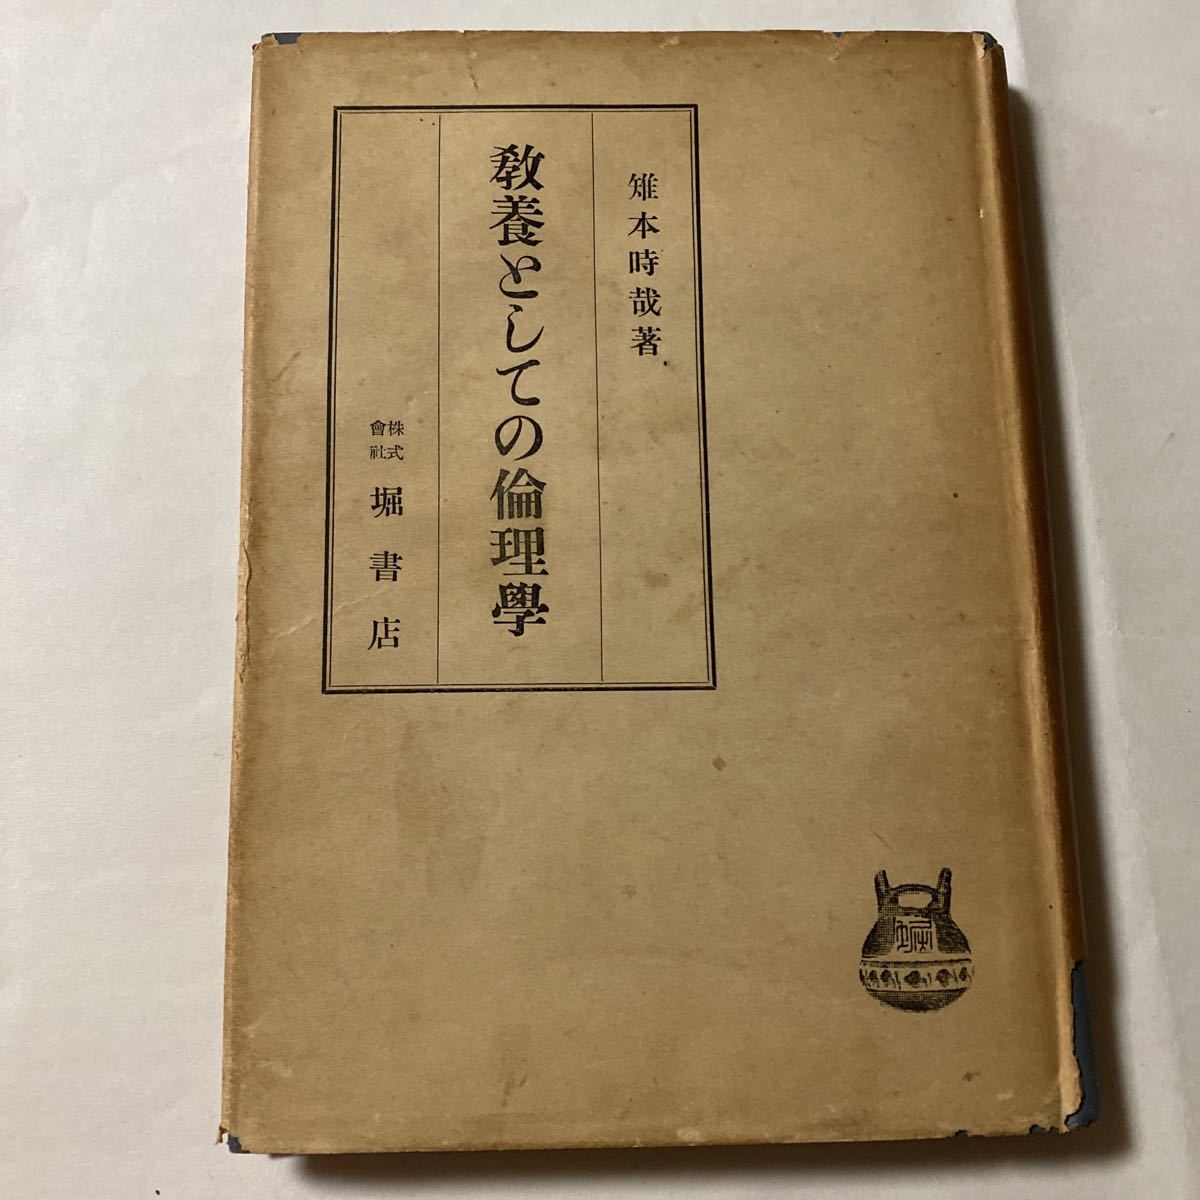 雉本時哉著
教養としての倫理學
株式會社 堀書店